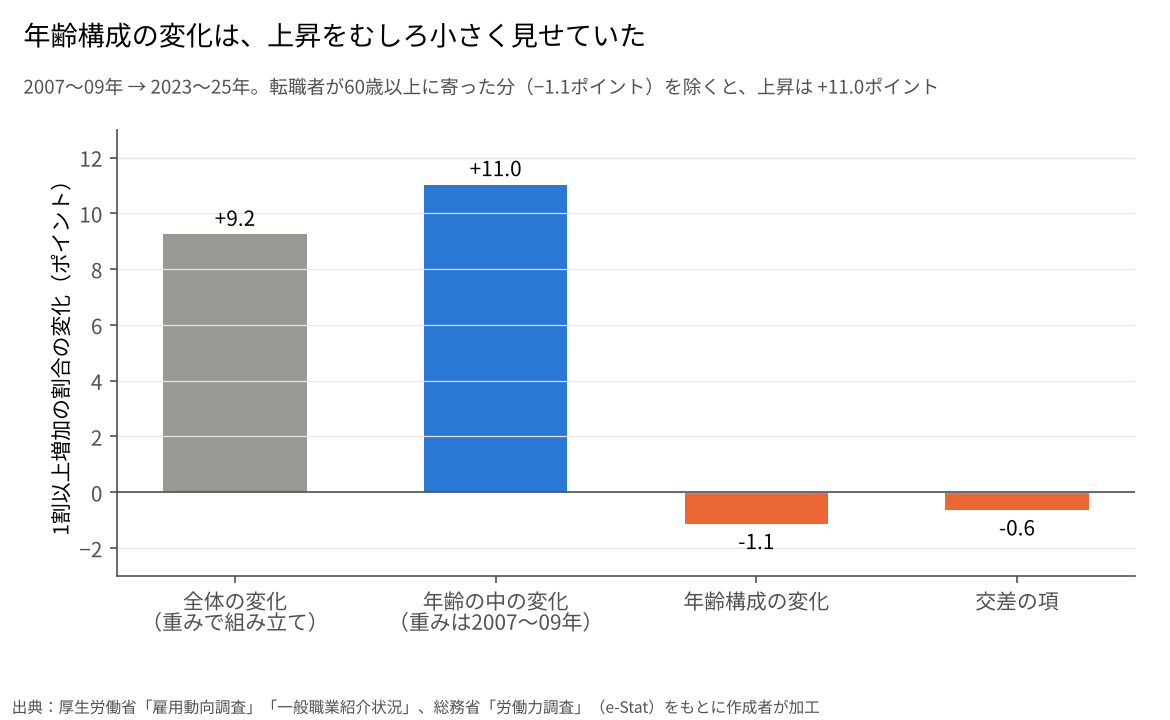 年齢構成の変化は、上昇をむしろ小さく見せていた
2007～09年 → 2023～25年。転職者が60歳以上に寄った分（−1.1ポイント）を除くと、上昇は +11.0ポイント
1割以上増加の割合の変化（ポイント）
12
10
8
6
4
2
0
−2
+9.2
+11.0
-1.1
-0.6
全体の変化
（重みで組み立て）
年齢の中の変化
（重みは2007～09年）
年齢構成の変化
交差の項
出典：厚生労働省「雇用動向調査」「一般職業紹介状況」、総務省「労働力調査」（e-Stat）をもとに作成者が加工